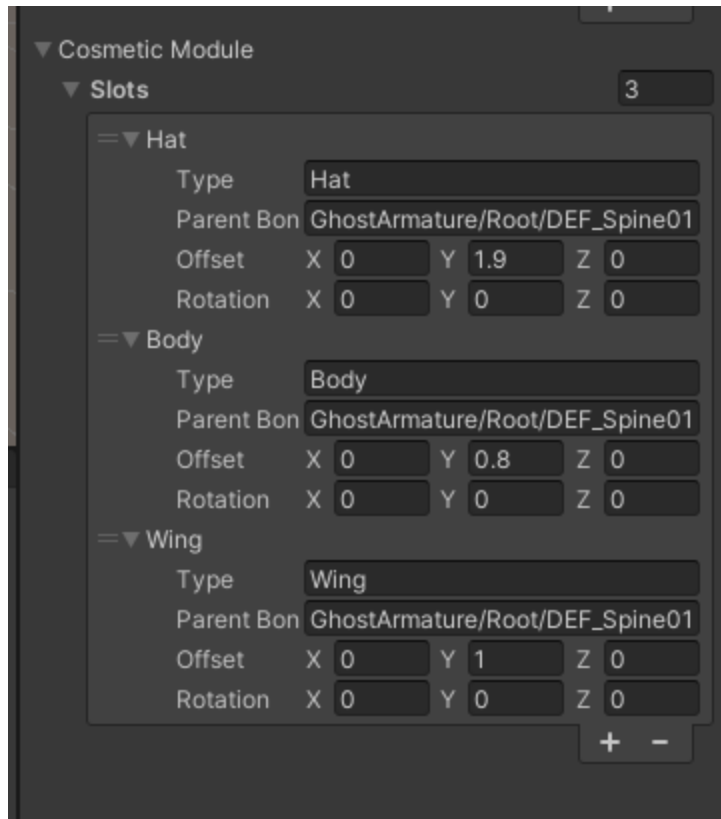 Cosmetic Module
Slots 3
Hat
Type Hat
Parent Bon GhostArmature/Root/DEF_Spine01
Offset X 0 Y 1.9 Z 0
Rotation X 0 Y 0 Z 0
Body
Type Body
Parent Bon GhostArmature/Root/DEF_Spine01
Offset X 0 Y 0.8 Z 0
Rotation X 0 Y 0 Z 0
Wing
Type Wing
Parent Bon GhostArmature/Root/DEF_Spine01
Offset X 0 Y 1 Z 0
Rotation X 0 Y 0 Z 0
+ -